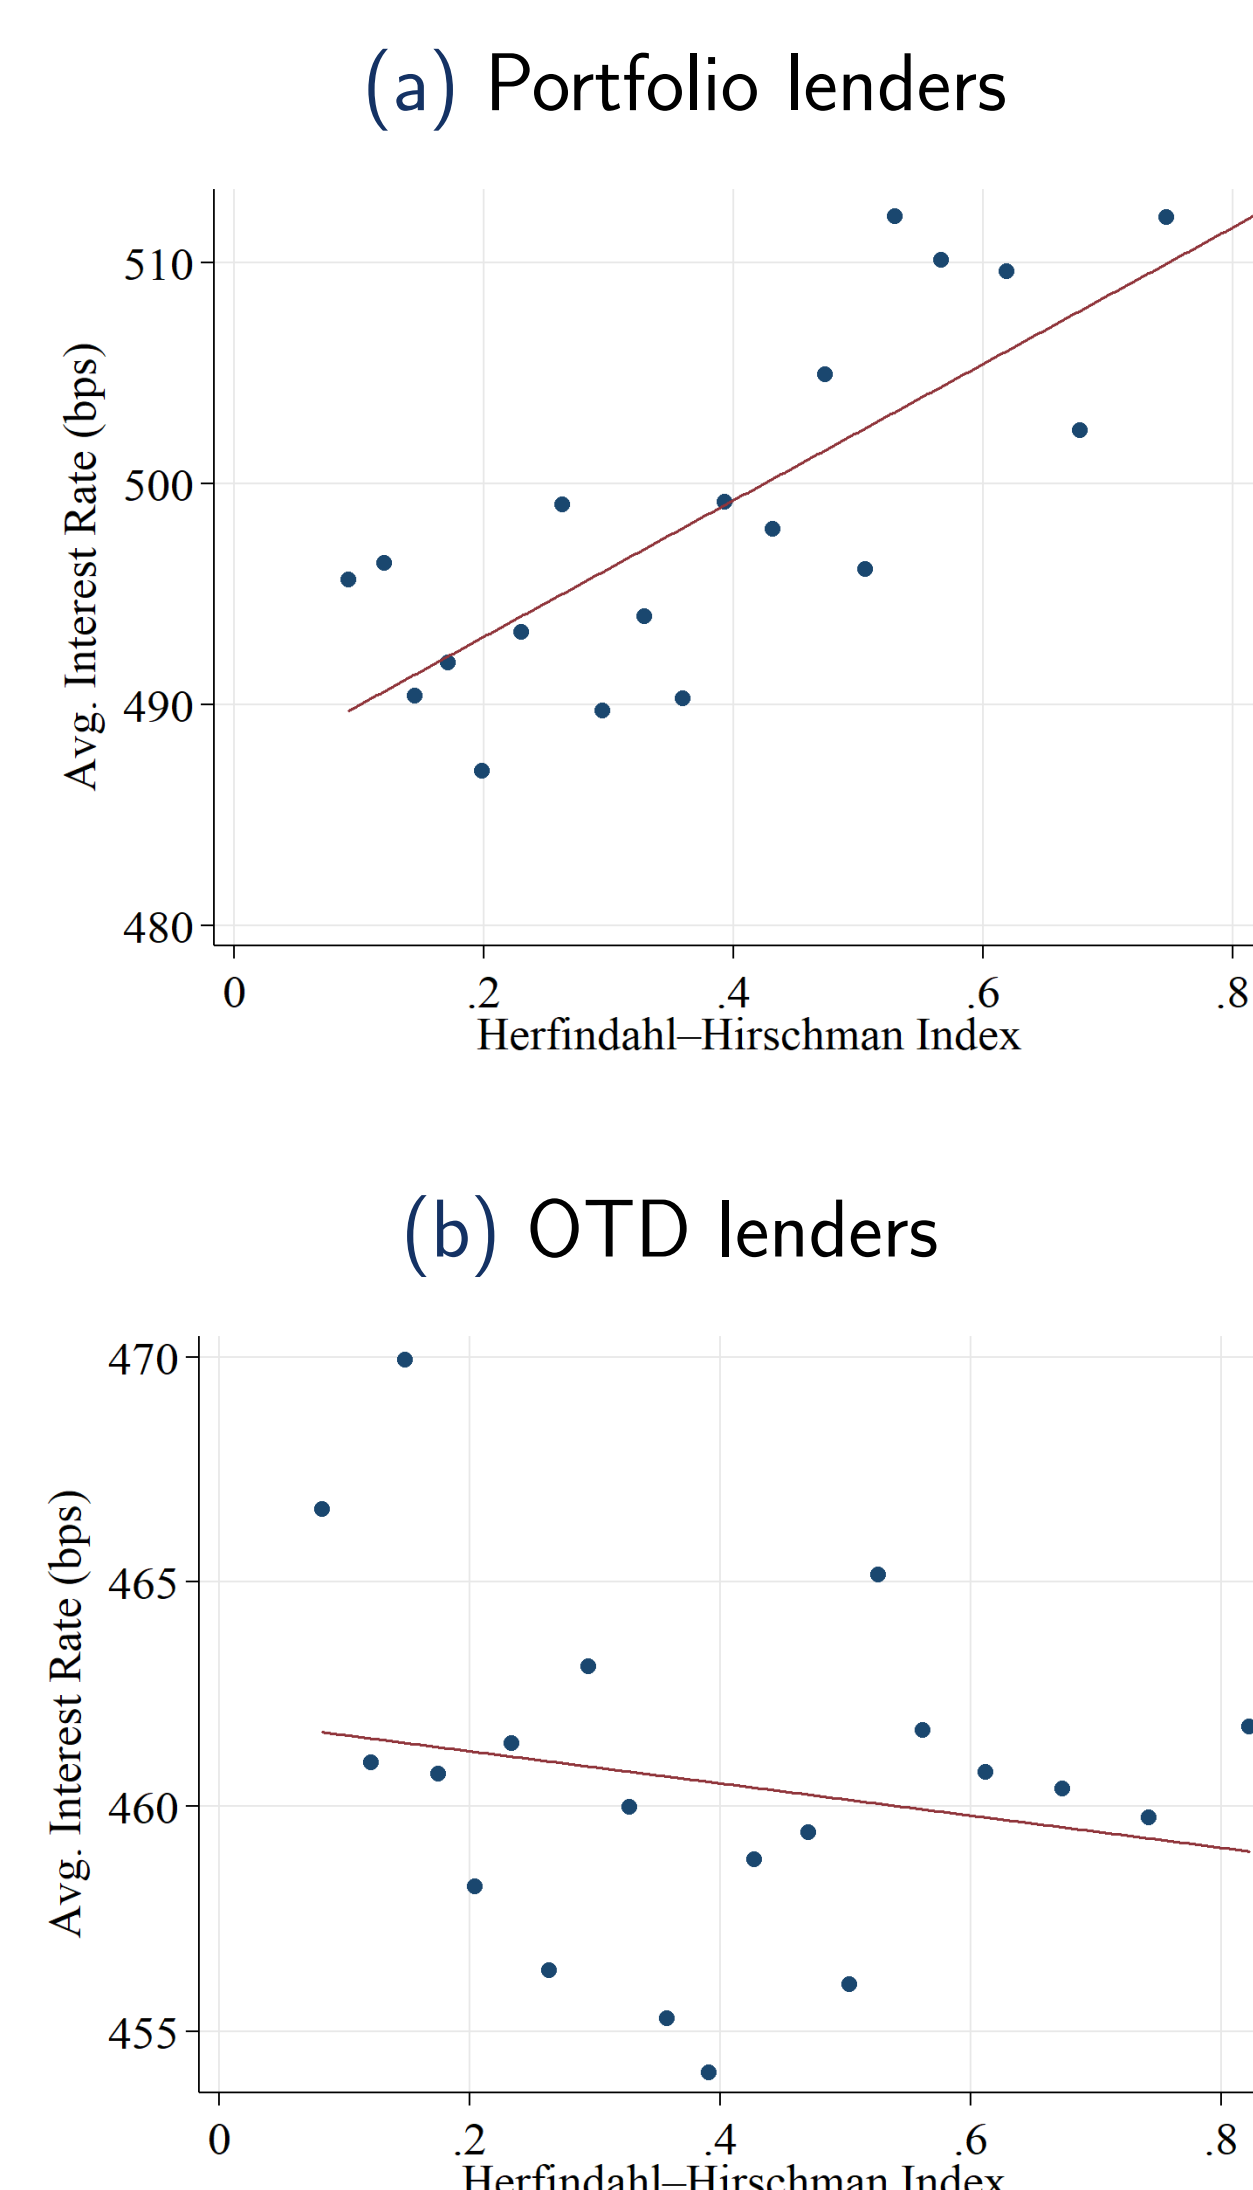 (a) Portfolio lenders
510
500
490
480
Avg. Interest Rate (bps)
0 .2 .4 .6 .8
Herfindahl–Hirschman Index
(b) OTD lenders
470
465
460
455
Avg. Interest Rate (bps)
0 .2 .4 .6 .8
Herfindahl–Hirschman Index